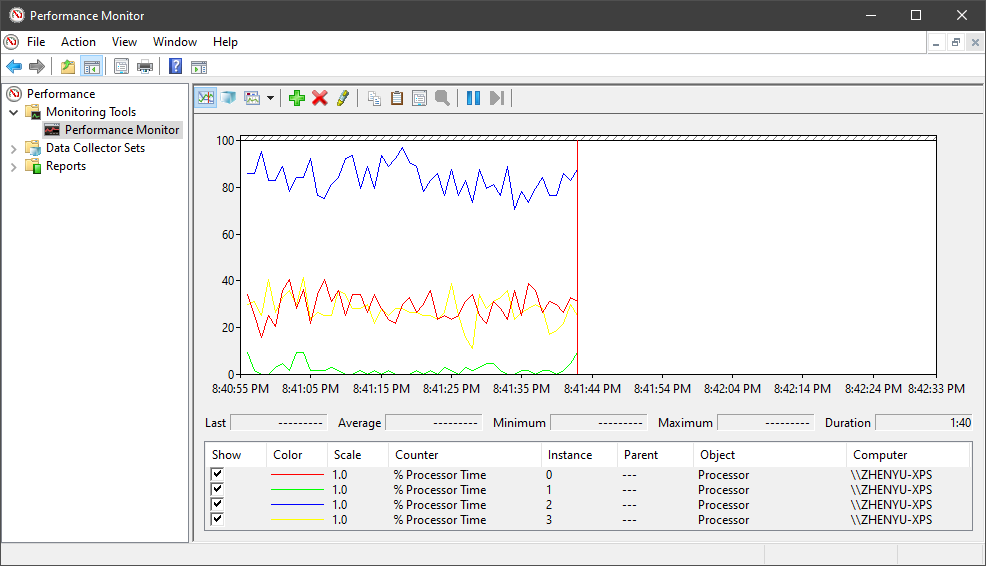 Performance Monitor
File Action View Window Help
Performance
Monitoring Tools
Performance Monitor
Data Collector Sets
Reports
100
80
60
40
20
0
8:40:55 PM 8:41:05 PM 8:41:15 PM 8:41:25 PM 8:41:35 PM 8:41:44 PM 8:41:54 PM 8:42:04 PM 8:42:14 PM 8:42:24 PM 8:42:33 PM
Last --------- Average --------- Minimum --------- Maximum --------- Duration 1:40
Show Color Scale Counter Instance Parent Object Computer
1.0 % Processor Time 0 --- Processor \\ZHENYU-XPS
1.0 % Processor Time 1 --- Processor \\ZHENYU-XPS
1.0 % Processor Time 2 --- Processor \\ZHENYU-XPS
1.0 % Processor Time 3 --- Processor \\ZHENYU-XPS